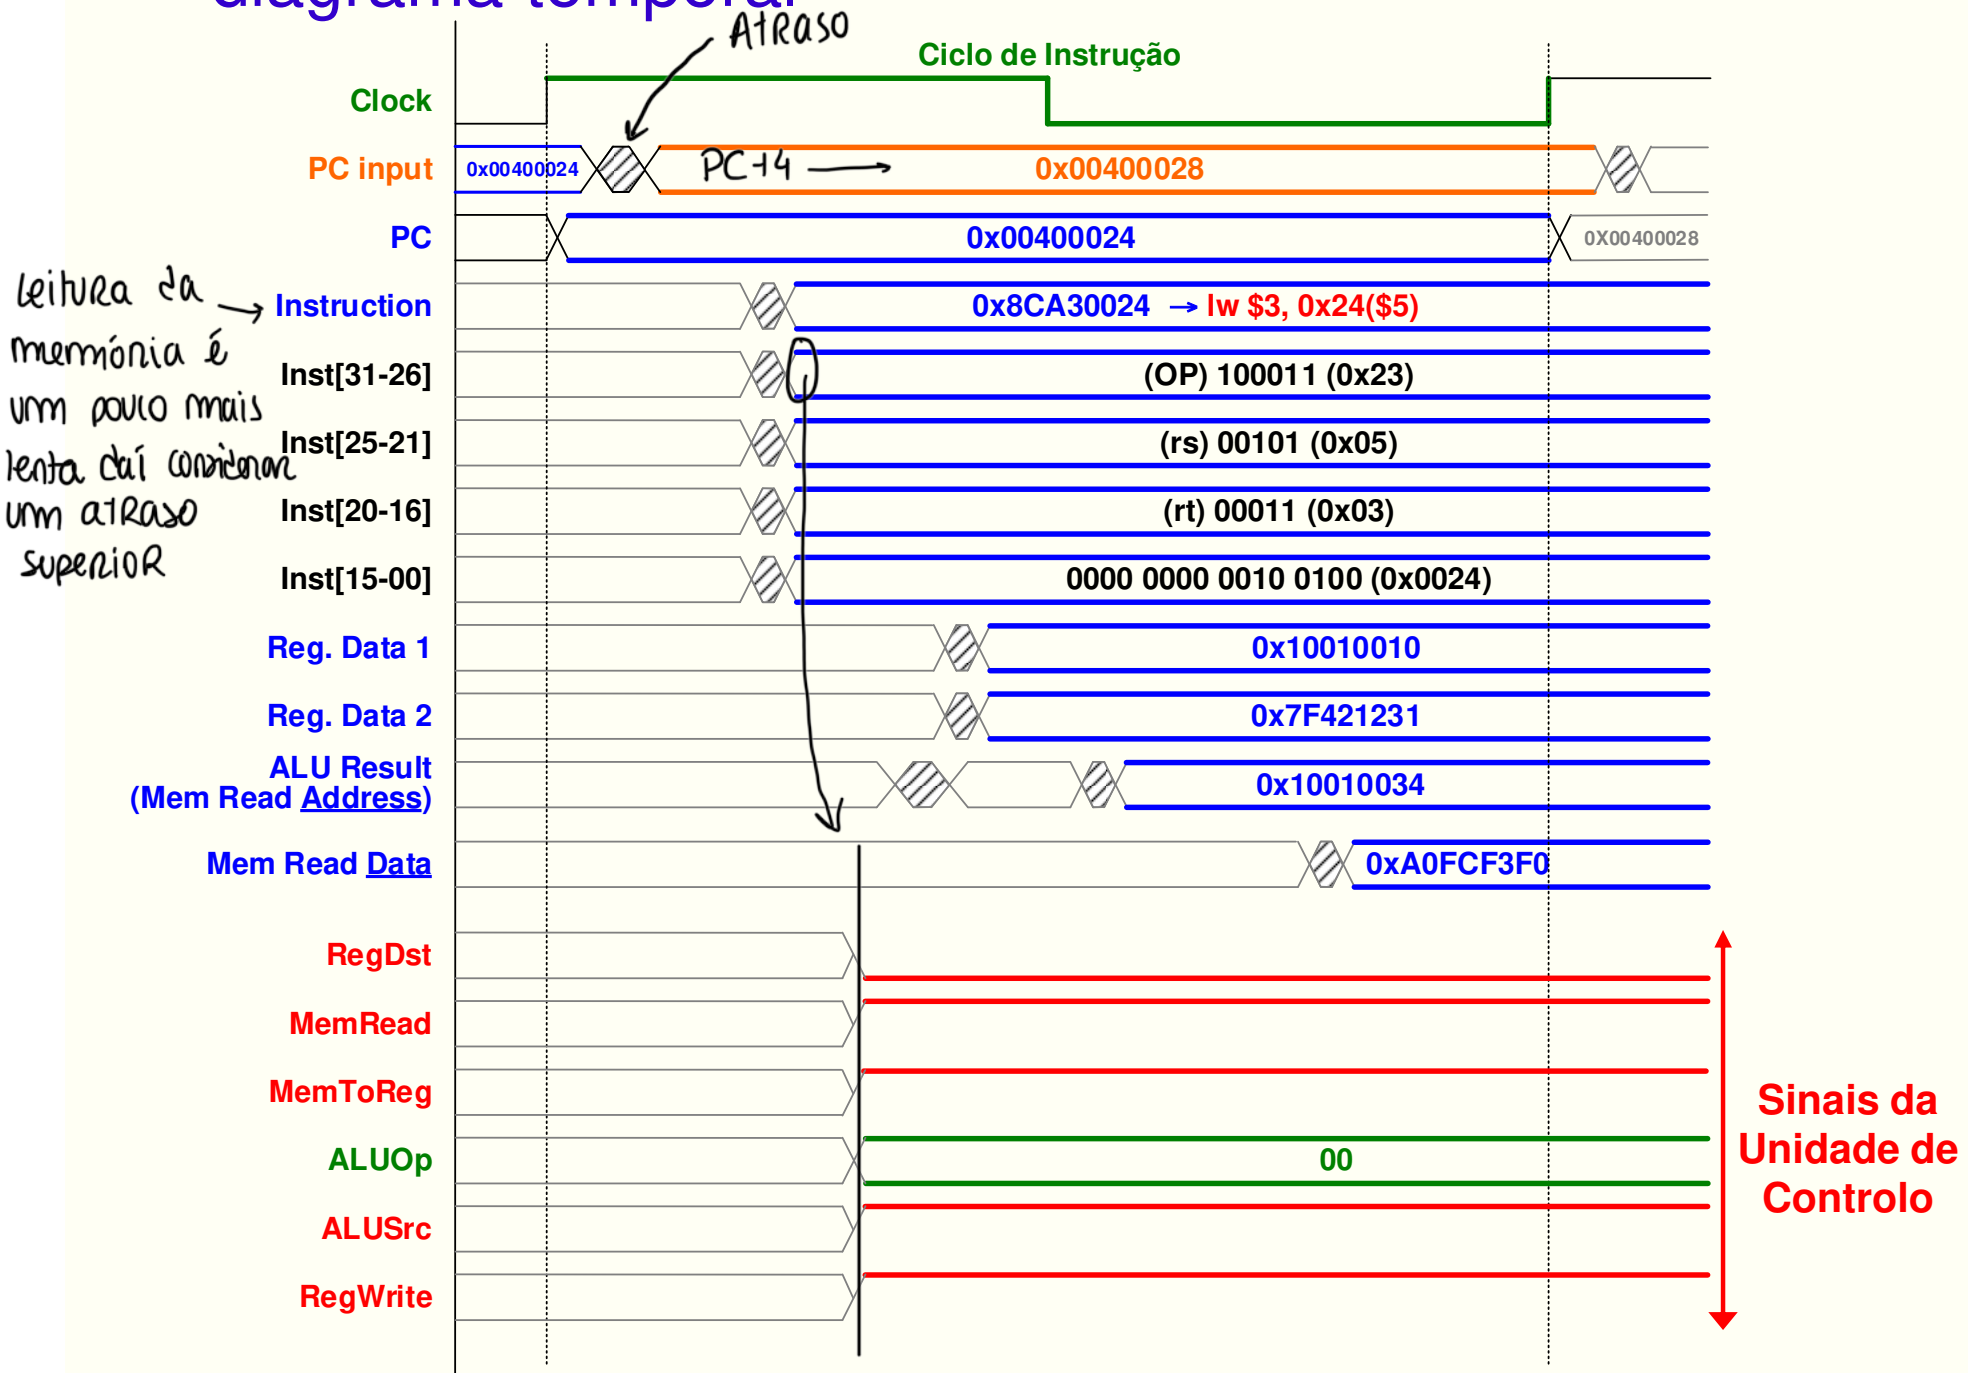 diagrama temporal
ATRASO
Ciclo de Instrução
Clock
PC input 0x00400024 PC+4 → 0x00400028
PC 0x00400024 0X00400028
Leitura da
memória é
um pouco mais
lenta daí considerar
um atraso
superior
Instruction 0x8CA30024 → lw $3, 0x24($5)
Inst[31-26] (OP) 100011 (0x23)
Inst[25-21] (rs) 00101 (0x05)
Inst[20-16] (rt) 00011 (0x03)
Inst[15-00] 0000 0000 0010 0100 (0x0024)
Reg. Data 1 0x10010010
Reg. Data 2 0x7F421231
ALU Result
(Mem Read Address) 0x10010034
Mem Read Data 0xA0FCF3F0
RegDst
MemRead
MemToReg
ALUOp 00
ALUSrc
RegWrite
Sinais da
Unidade de
Controlo